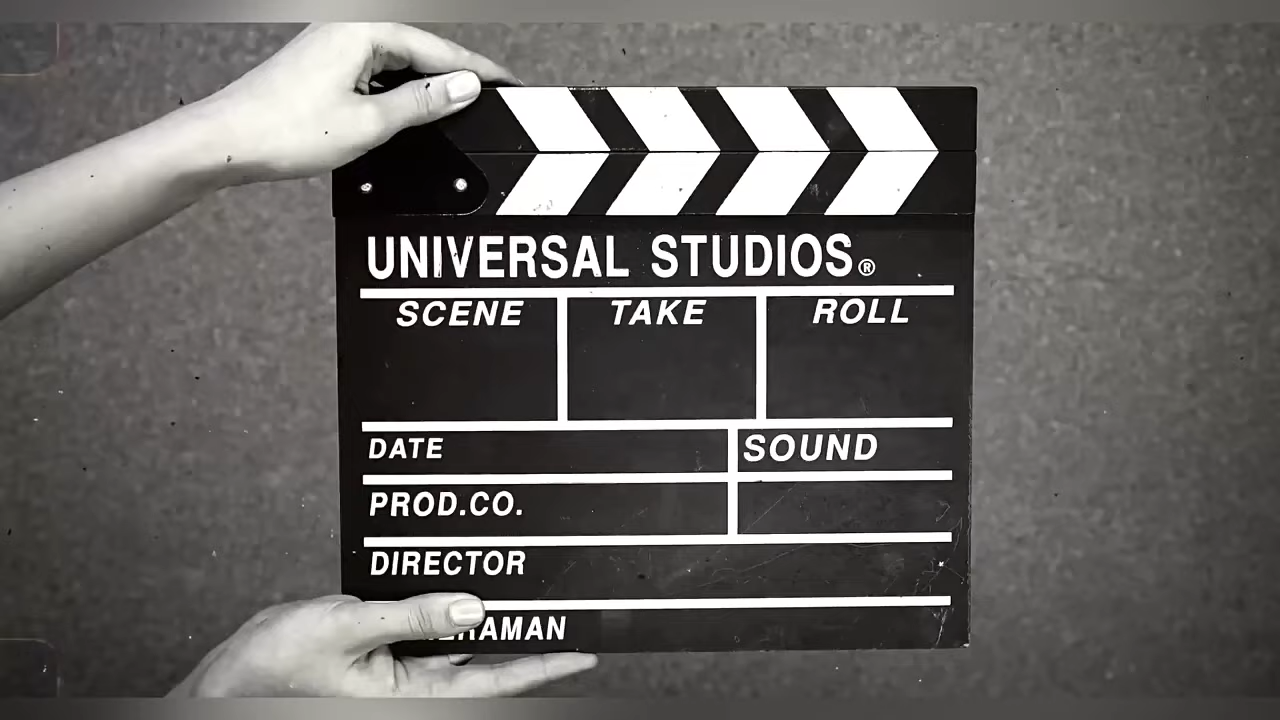 UNIVERSAL STUDIOS®
SCENE TAKE ROLL
DATE SOUND
PROD.CO.
DIRECTOR